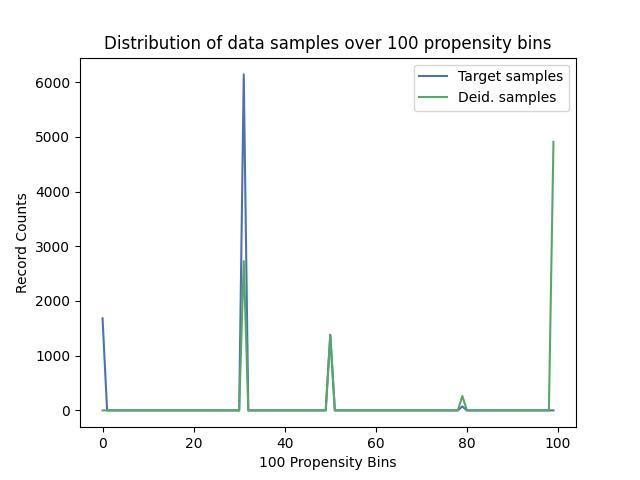 Distribution of data samples over 100 propensity bins
Target samples
Deid. samples
6000
5000
4000
3000
2000
1000
0
Record Counts
0 20 40 60 80 100
100 Propensity Bins